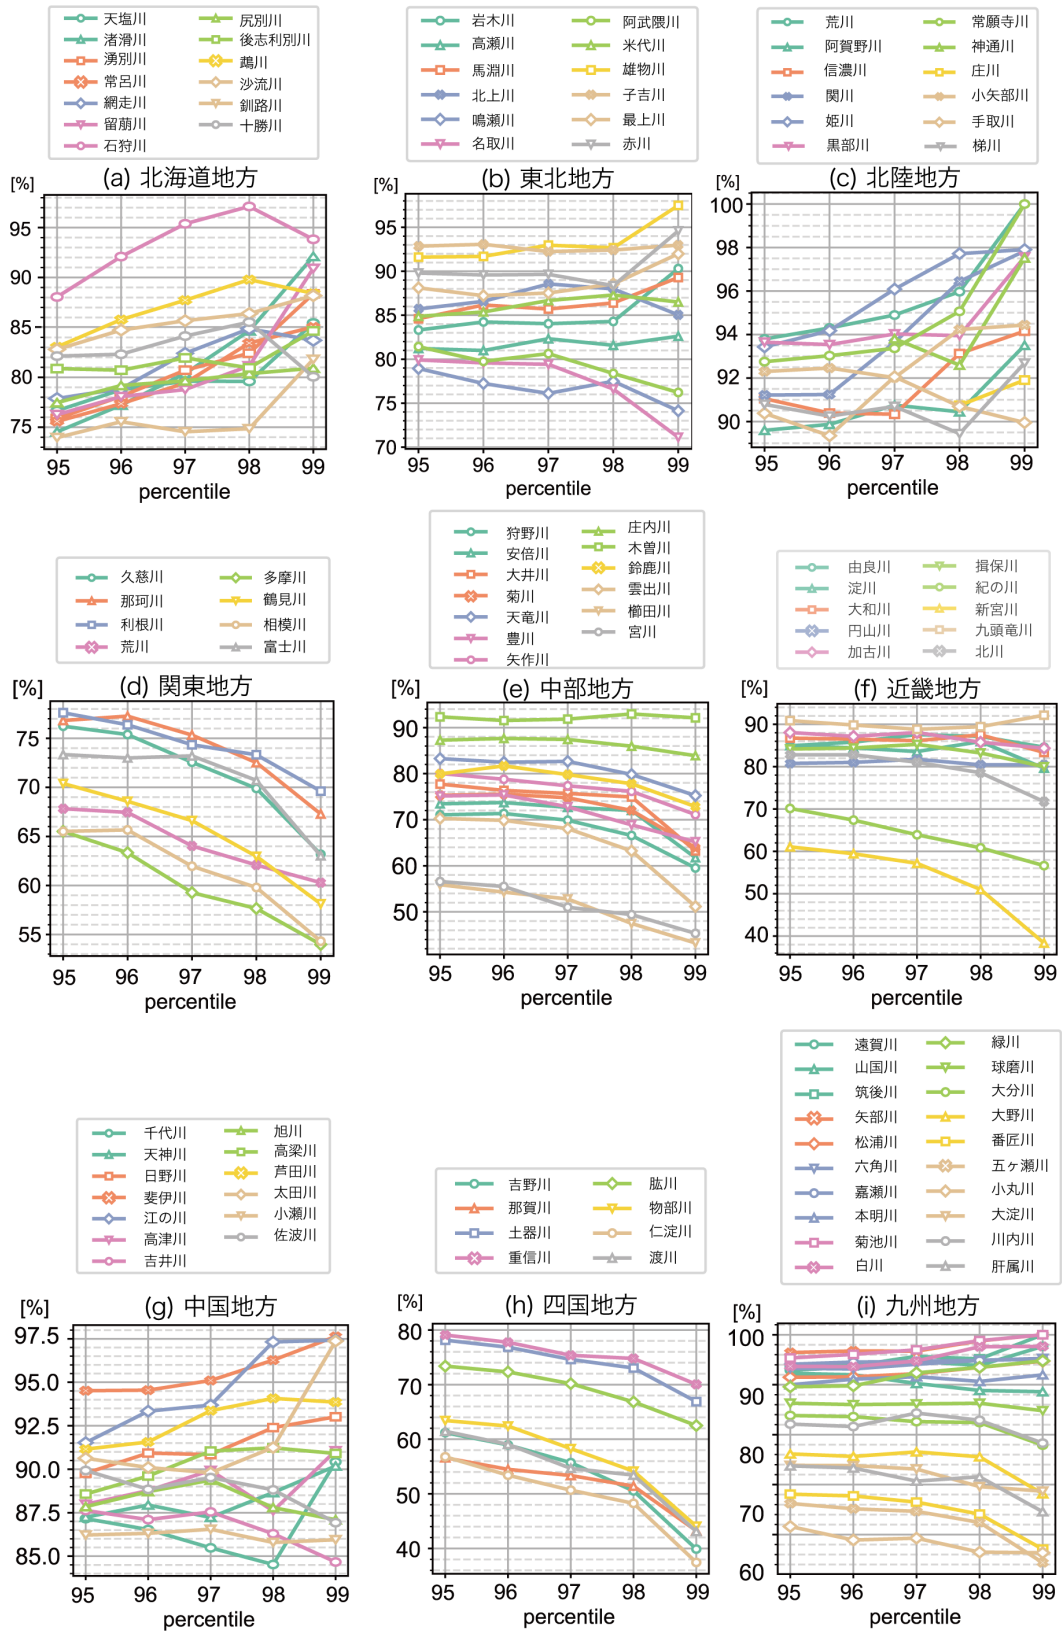 天塩川 尻別川
渚滑川 後志利別川
湧別川 鵡川
常呂川 沙流川
網走川 釧路川
留萠川 十勝川
石狩川
岩木川 阿武隈川
高瀬川 米代川
馬淵川 雄物川
北上川 子吉川
鳴瀬川 最上川
名取川 赤川
荒川 常願寺川
阿賀野川 神通川
信濃川 庄川
関川 小矢部川
姫川 手取川
黒部川 梯川
[%] (a) 北海道地方
95
90
85
80
75
95 96 97 98 99
percentile
[%] (b) 東北地方
95
90
85
80
75
70
95 96 97 98 99
percentile
[%] (c) 北陸地方
100
98
96
94
92
90
95 96 97 98 99
percentile
久慈川 多摩川
那珂川 鶴見川
利根川 相模川
荒川 富士川
狩野川 庄内川
安倍川 木曽川
大井川 鈴鹿川
菊川 雲出川
天竜川 櫛田川
豊川 宮川
矢作川
由良川 揖保川
淀川 紀の川
大和川 新宮川
円山川 九頭竜川
加古川 北川
[%] (d) 関東地方
75
70
65
60
55
95 96 97 98 99
percentile
[%] (e) 中部地方
90
80
70
60
50
95 96 97 98 99
percentile
[%] (f) 近畿地方
90
80
70
60
50
40
95 96 97 98 99
percentile
千代川 旭川
天神川 高梁川
日野川 芦田川
斐伊川 太田川
江の川 小瀬川
高津川 佐波川
吉井川
吉野川 肱川
那賀川 物部川
土器川 仁淀川
重信川 渡川
遠賀川 緑川
山国川 球磨川
筑後川 大分川
矢部川 大野川
松浦川 番匠川
六角川 五ヶ瀬川
嘉瀬川 小丸川
本明川 大淀川
菊池川 川内川
白川 肝属川
[%] (g) 中国地方
97.5
95.0
92.5
90.0
87.5
85.0
95 96 97 98 99
percentile
[%] (h) 四国地方
80
70
60
50
40
95 96 97 98 99
percentile
[%] (i) 九州地方
100
90
80
70
60
95 96 97 98 99
percentile